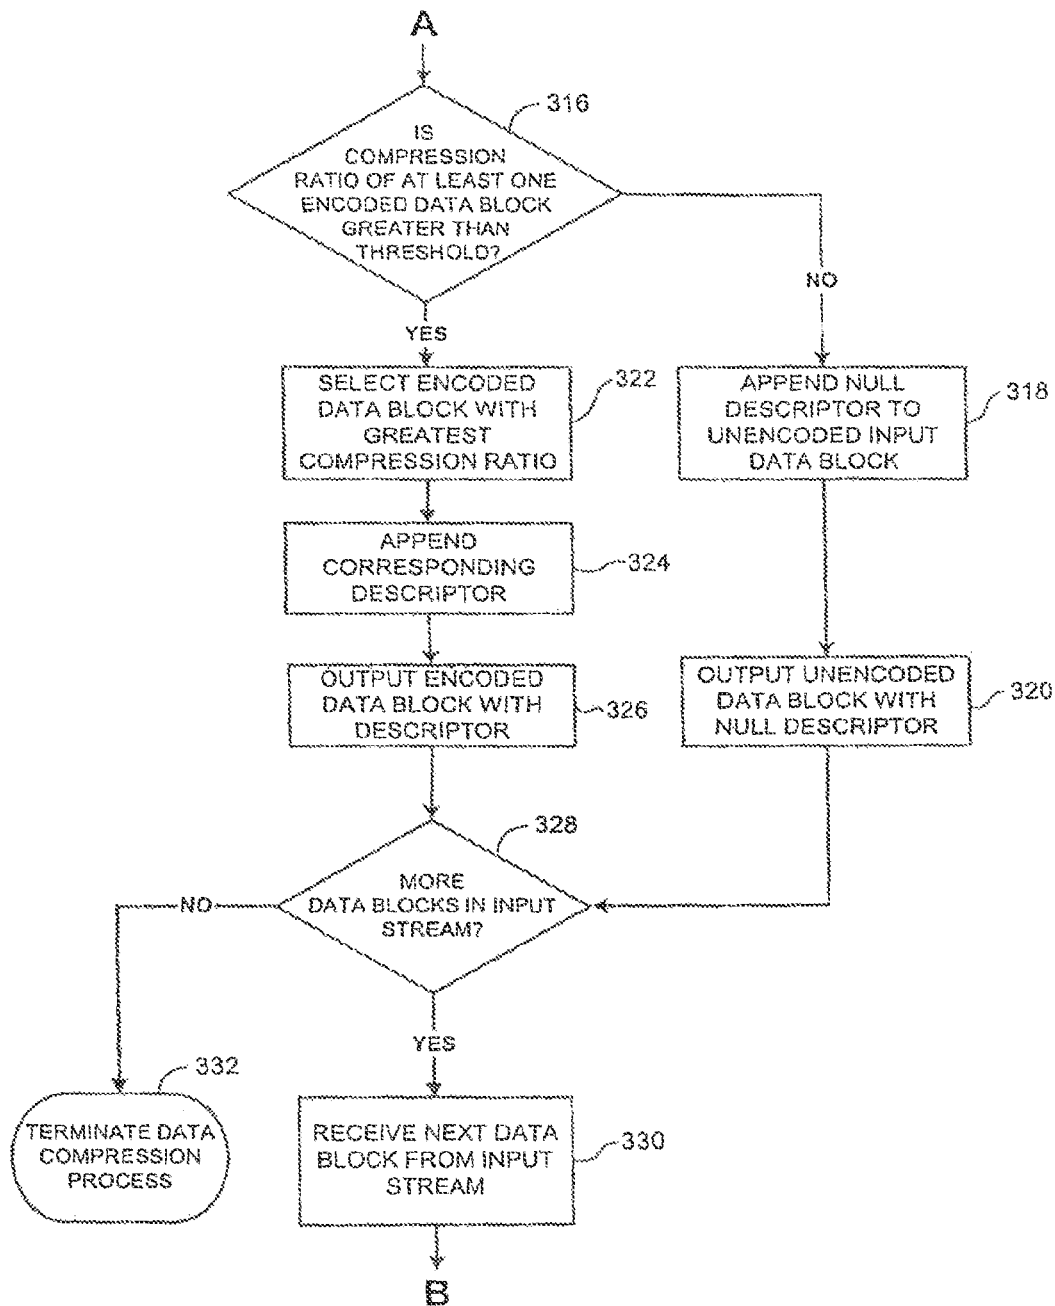 A
316
IS
COMPRESSION
RATIO OF AT LEAST ONE
ENCODED DATA BLOCK
GREATER THAN
THRESHOLD?
NO
YES
SELECT ENCODED
DATA BLOCK WITH
GREATEST
COMPRESSION RATIO
322
APPEND NULL
DESCRIPTOR TO
UNENCODED INPUT
DATA BLOCK
318
APPEND
CORRESPONDING
DESCRIPTOR
324
OUTPUT ENCODED
DATA BLOCK WITH
DESCRIPTOR
326
OUTPUT UNENCODED
DATA BLOCK WITH
NULL DESCRIPTOR
320
328
MORE
DATA BLOCKS IN INPUT
STREAM?
NO
YES
332
TERMINATE DATA
COMPRESSION
PROCESS
RECEIVE NEXT DATA
BLOCK FROM INPUT
STREAM
330
B